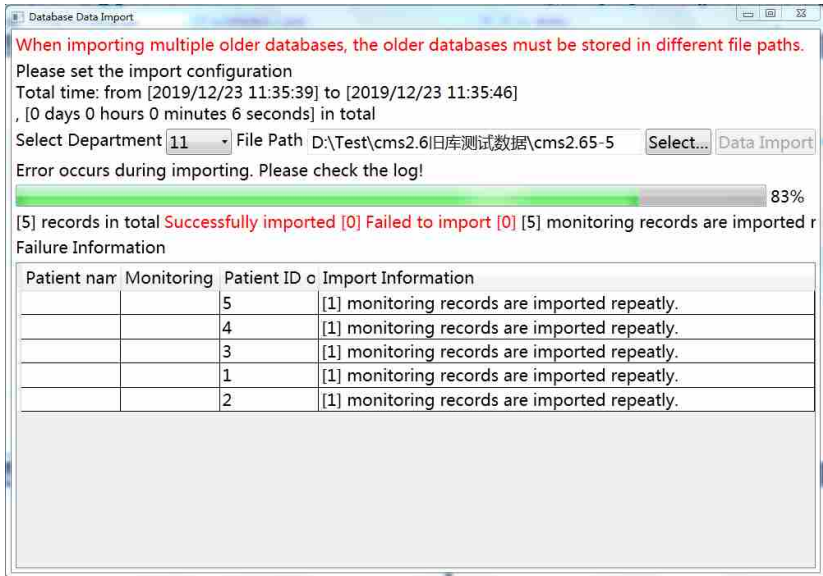 Database Data Import
When importing multiple older databases, the older databases must be stored in different file paths.
Please set the import configuration
Total time: from [2019/12/23 11:35:39] to [2019/12/23 11:35:46]
, [0 days 0 hours 0 minutes 6 seconds] in total
Select Department 11 File Path D:\Test\cms2.6旧库测试数据\cms2.65-5 Select... Data Import
Error occurs during importing. Please check the log!
83%
[5] records in total Successfully imported [0] Failed to import [0] [5] monitoring records are imported r
Failure Information
Patient nam Monitoring Patient ID o Import Information
5 [1] monitoring records are imported repeatly.
4 [1] monitoring records are imported repeatly.
3 [1] monitoring records are imported repeatly.
1 [1] monitoring records are imported repeatly.
2 [1] monitoring records are imported repeatly.